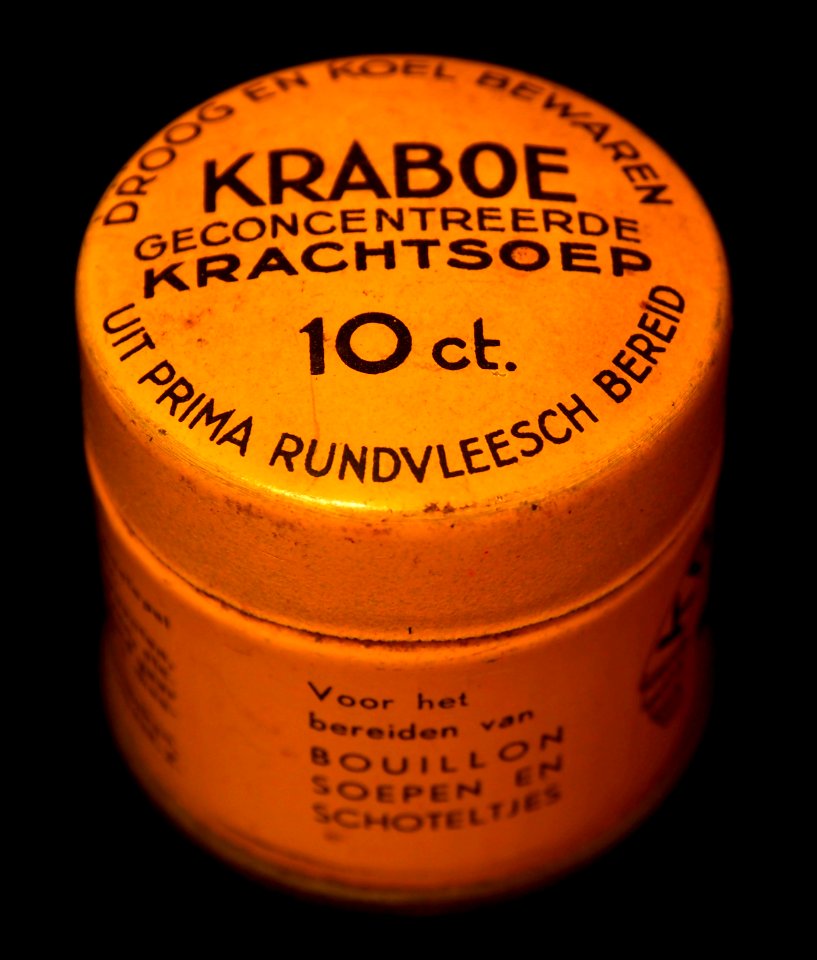 DROOG EN KOEL BEWAREN
KRABOE
GECONCENTREERDE
KRACHTSOEP
10 ct.
UIT PRIMA RUNDVLEESCH BEREID
Voor het
bereiden van
BOUILLON
SOEPEN EN
SCHOTELTJES